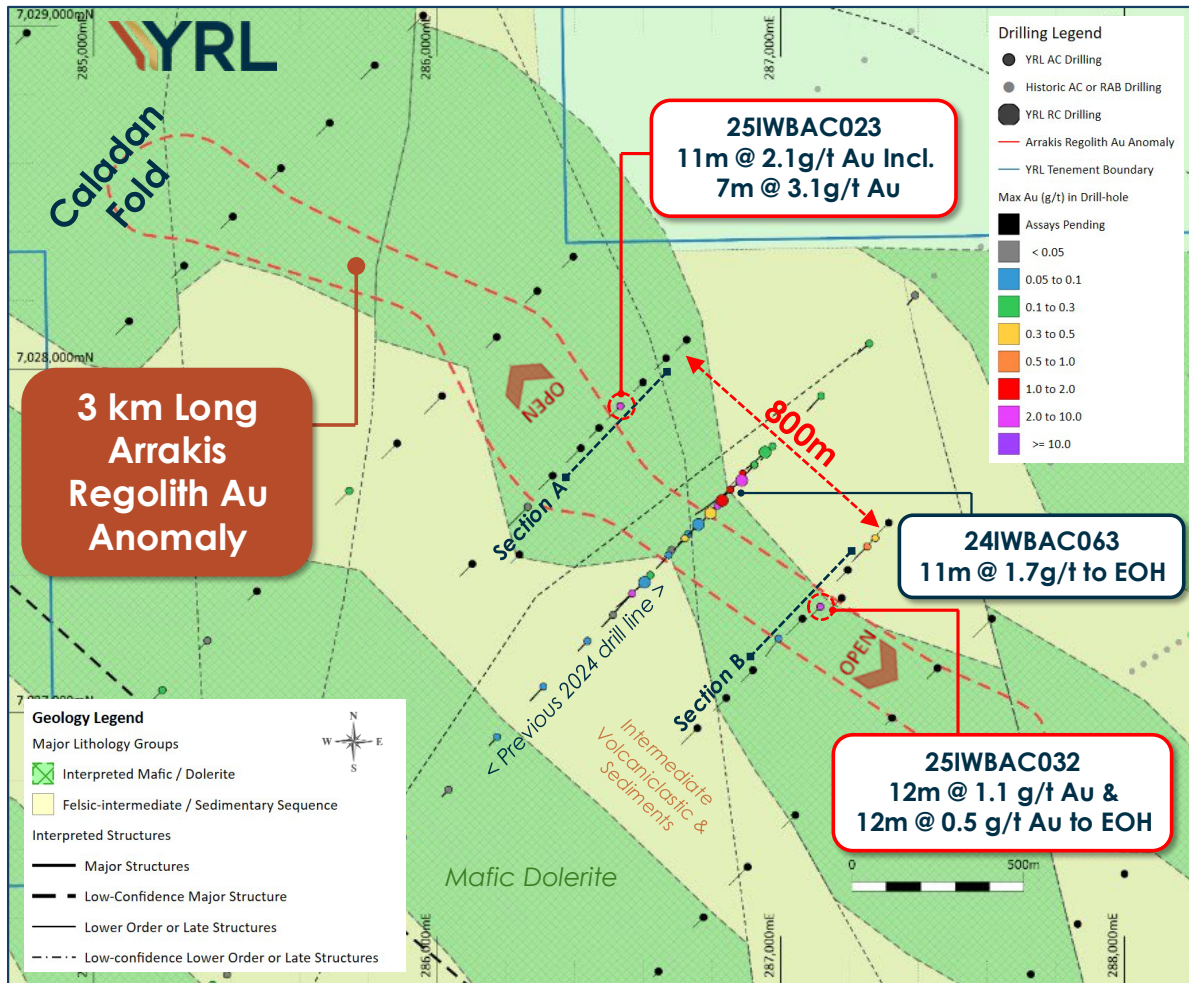 7,029,000mN
YRL
285,000mE
286,000mE
287,000mE
Caladan
Fold
25IWBAC023
11m @ 2.1g/t Au Incl.
7m @ 3.1g/t Au
Drilling Legend
YRL AC Drilling
Historic AC or RAB Drilling
YRL RC Drilling
Arrakis Regolith Au Anomaly
YRL Tenement Boundary
Max Au (g/t) in Drill-hole
Assays Pending
< 0.05
0.05 to 0.1
0.1 to 0.3
0.3 to 0.5
0.5 to 1.0
1.0 to 2.0
2.0 to 10.0
>= 10.0
7,028,000mN
OPEN
800m
3 km Long
Arrakis
Regolith Au
Anomaly
Section A
24IWBAC063
11m @ 1.7g/t to EOH
< Previous 2024 drill line >
Section B
OPEN
Intermediate
Volcaniclastic &
Sediments
25IWBAC032
12m @ 1.1 g/t Au &
12m @ 0.5 g/t Au to EOH
Mafic Dolerite
0
500m
Geology Legend
Major Lithology Groups
N
W
E
S
Interpreted Mafic / Dolerite
Felsic-intermediate / Sedimentary Sequence
Interpreted Structures
Major Structures
Low-Confidence Major Structure
Lower Order or Late Structures
Low-confidence Lower Order or Late Structures
286,000mE
287,000mE
288,000mE